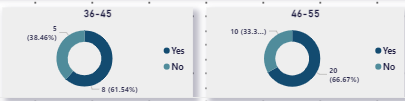 36-45
5
(38.46%)
8 (61.54%)
Yes
No
46-55
10 (33.3...)
20
(66.67%)
Yes
No